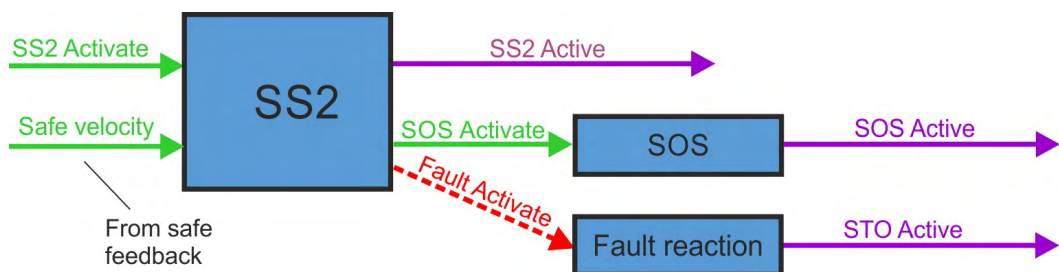 SS2 Activate
SS2 Active
SS2
Safe velocity
SOS Activate
SOS
SOS Active
Fault Activate
From safe
feedback
Fault reaction
STO Active